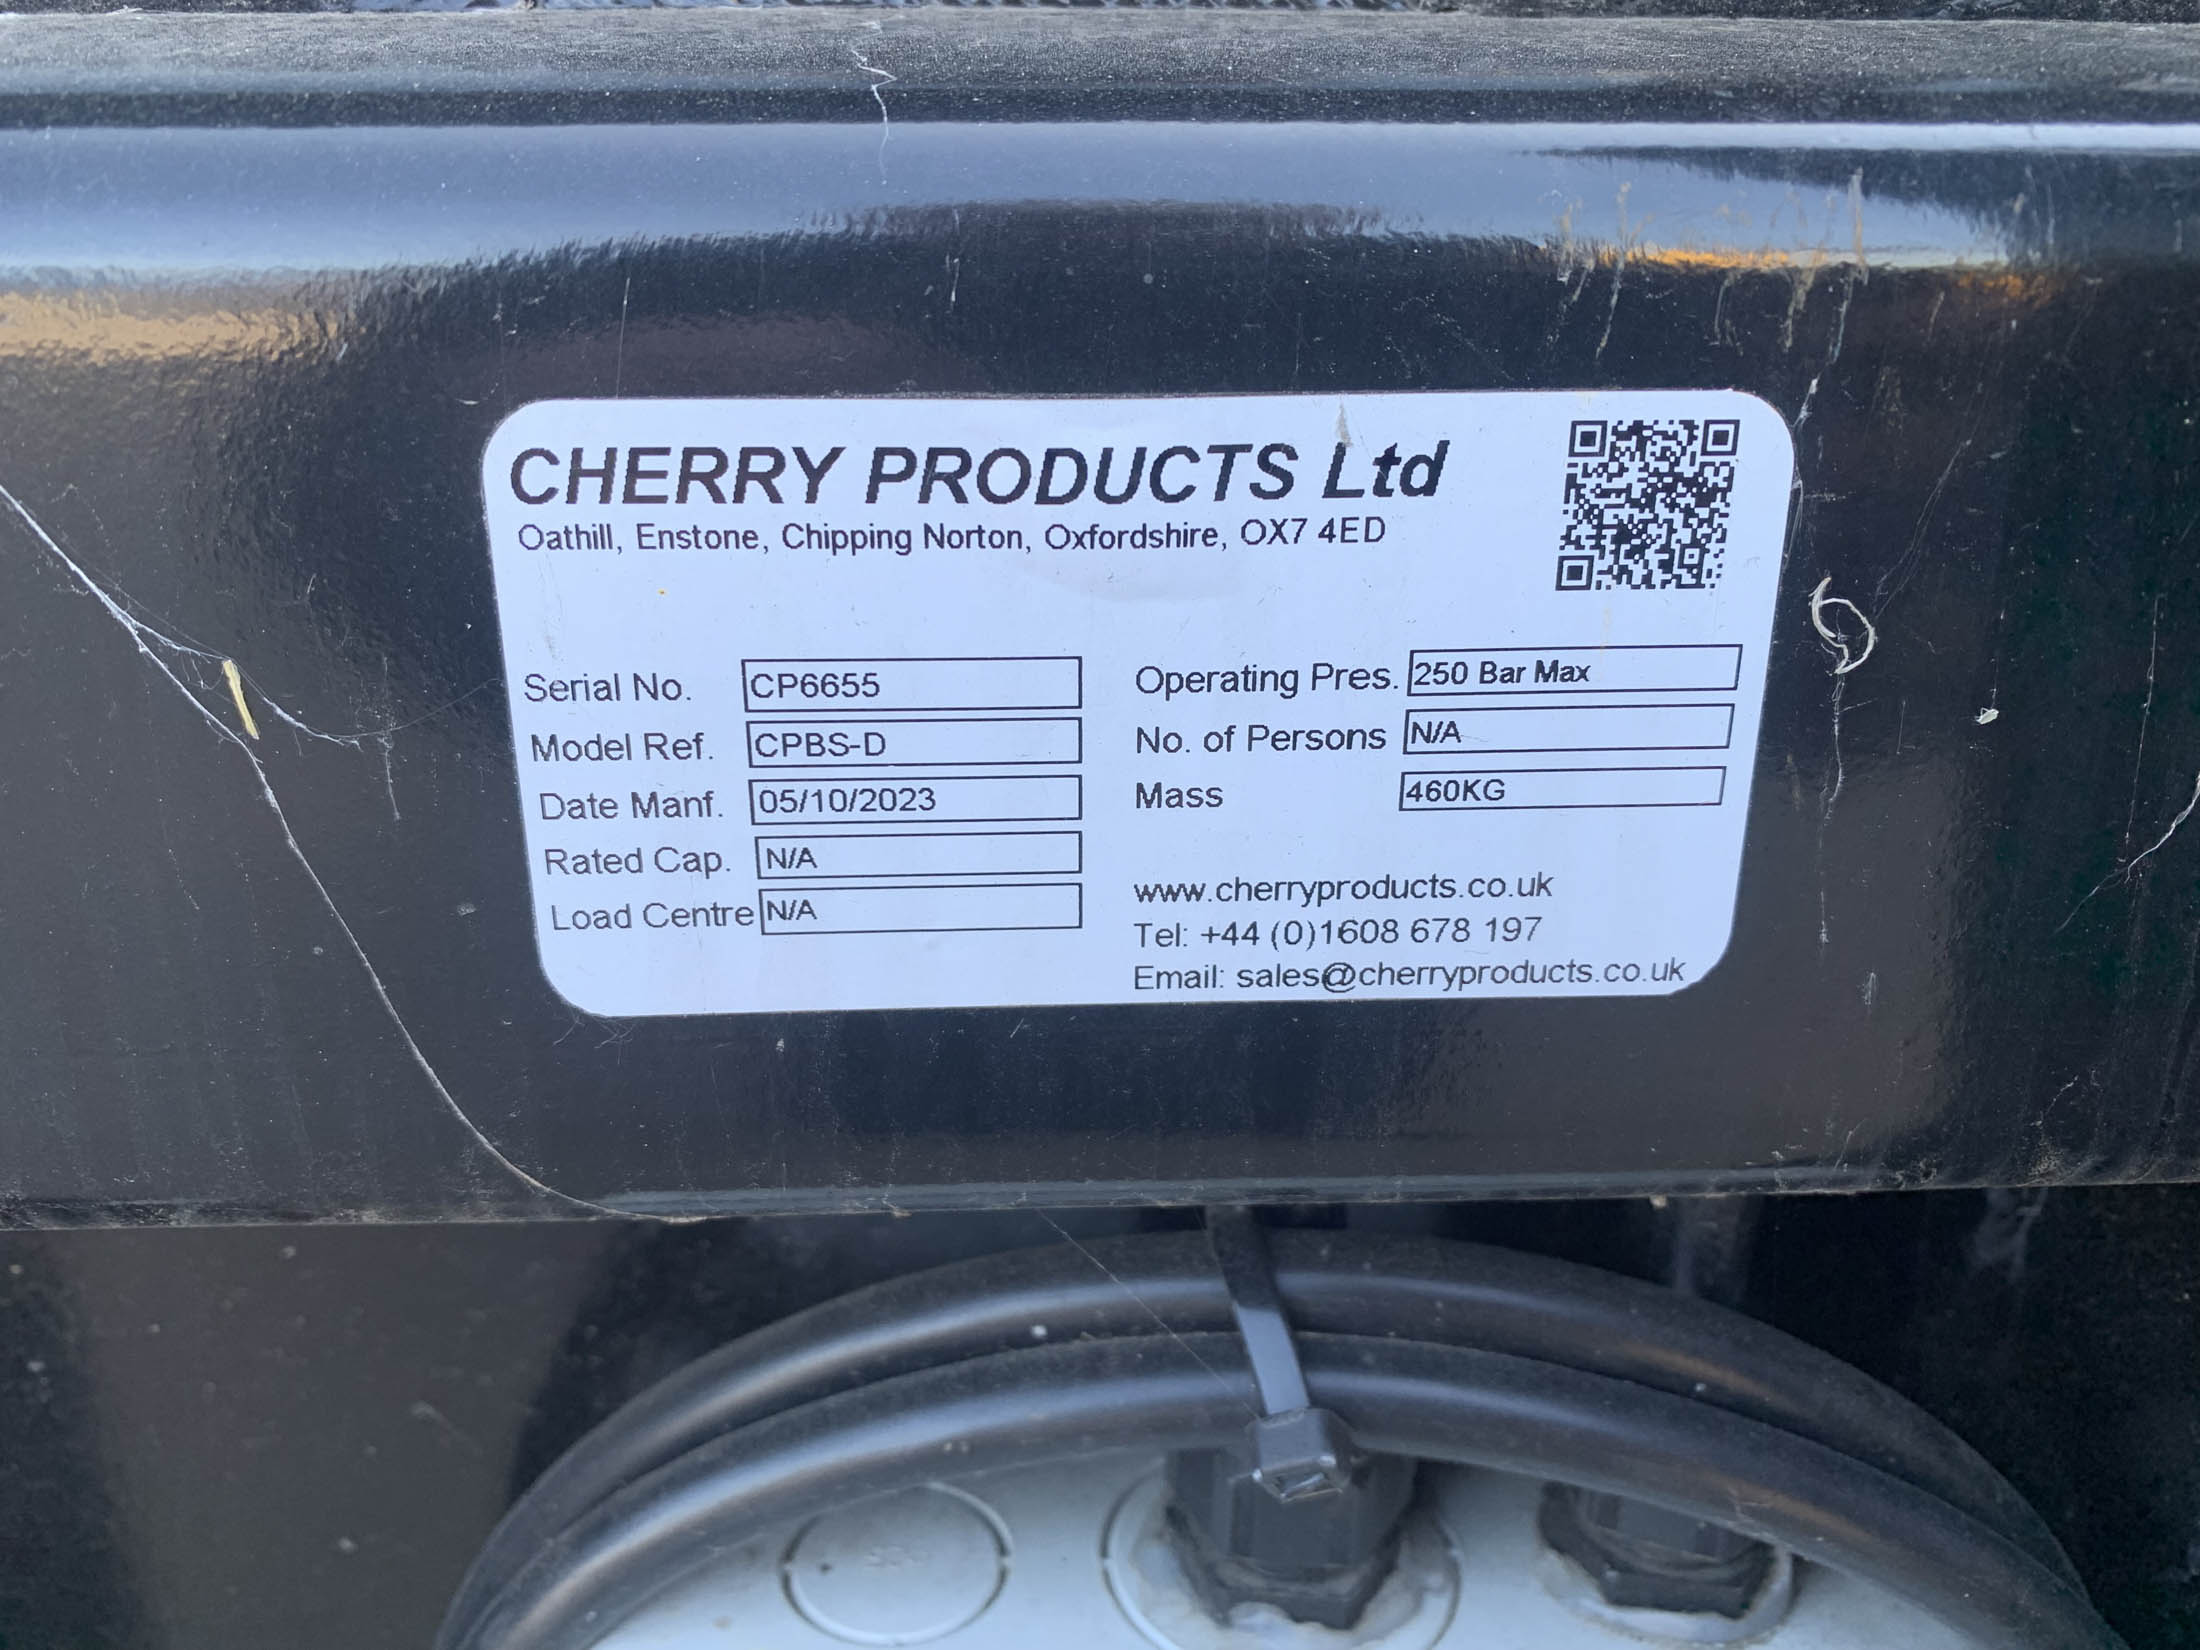 CHERRY PRODUCTS Ltd
Oathill, Enstone, Chipping Norton, Oxfordshire, OX7 4ED
Serial No. CP6655
Model Ref. CPBS-D
Date Manf. 05/10/2023
Rated Cap. N/A
Load Centre N/A
Operating Pres. 250 Bar Max
No. of Persons N/A
Mass 460KG
www.cherryproducts.co.uk
Tel: +44 (0)1608 678 197
Email: sales@cherryproducts.co.uk